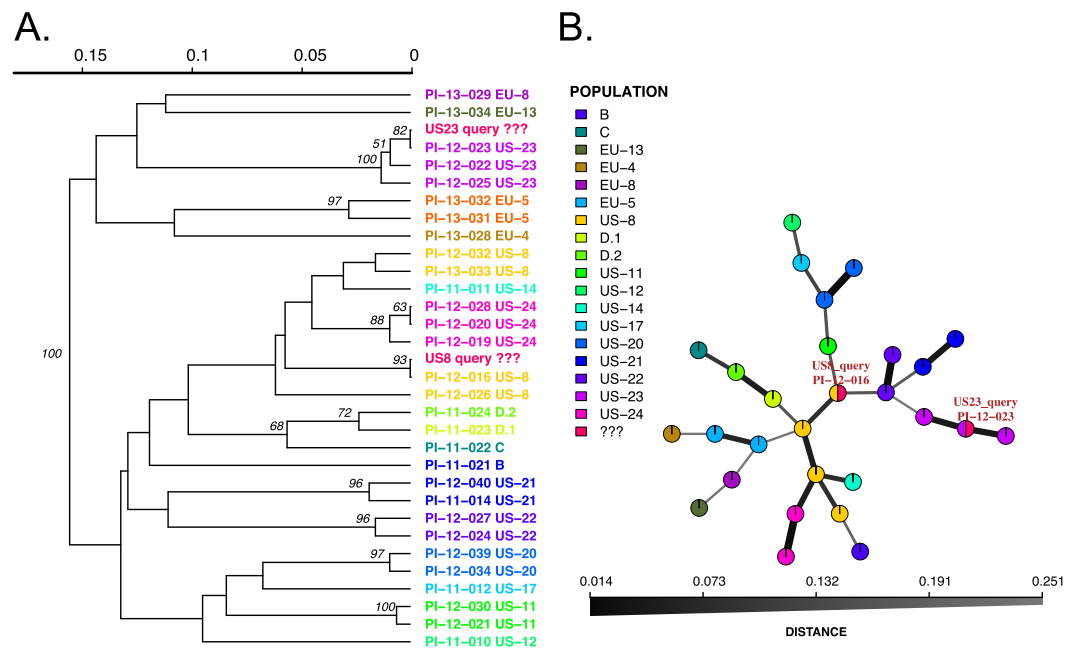 A.
0.15 0.1 0.05 0
PI−13−029 EU−8
PI−13−034 EU−13
82 US23 query ???
51 PI−12−023 US−23
100 PI−12−022 US−23
PI−12−025 US−23
97 PI−13−032 EU−5
PI−13−031 EU−5
PI−13−028 EU−4
PI−12−032 US−8
PI−13−033 US−8
PI−11−011 US−14
63 PI−12−028 US−24
88 PI−12−020 US−24
PI−12−019 US−24
100
93 US8 query ???
PI−12−016 US−8
PI−12−026 US−8
72 PI−11−024 D.2
68 PI−11−023 D.1
PI−11−022 C
PI−11−021 B
96 PI−12−040 US−21
PI−11−014 US−21
96 PI−12−027 US−22
PI−12−024 US−22
97 PI−12−039 US−20
PI−12−034 US−20
PI−11−012 US−17
100 PI−12−030 US−11
PI−12−021 US−11
PI−11−010 US−12
B.
POPULATION
B
C
EU−13
EU−4
EU−8
EU−5
US−8
D.1
D.2
US−11
US−12
US−14
US−17
US−20
US−21
US−22
US−23
US−24
???
US8_query
PI−12−016
US23_query
PI−12−023
0.014 0.073 0.132 0.191 0.251
DISTANCE